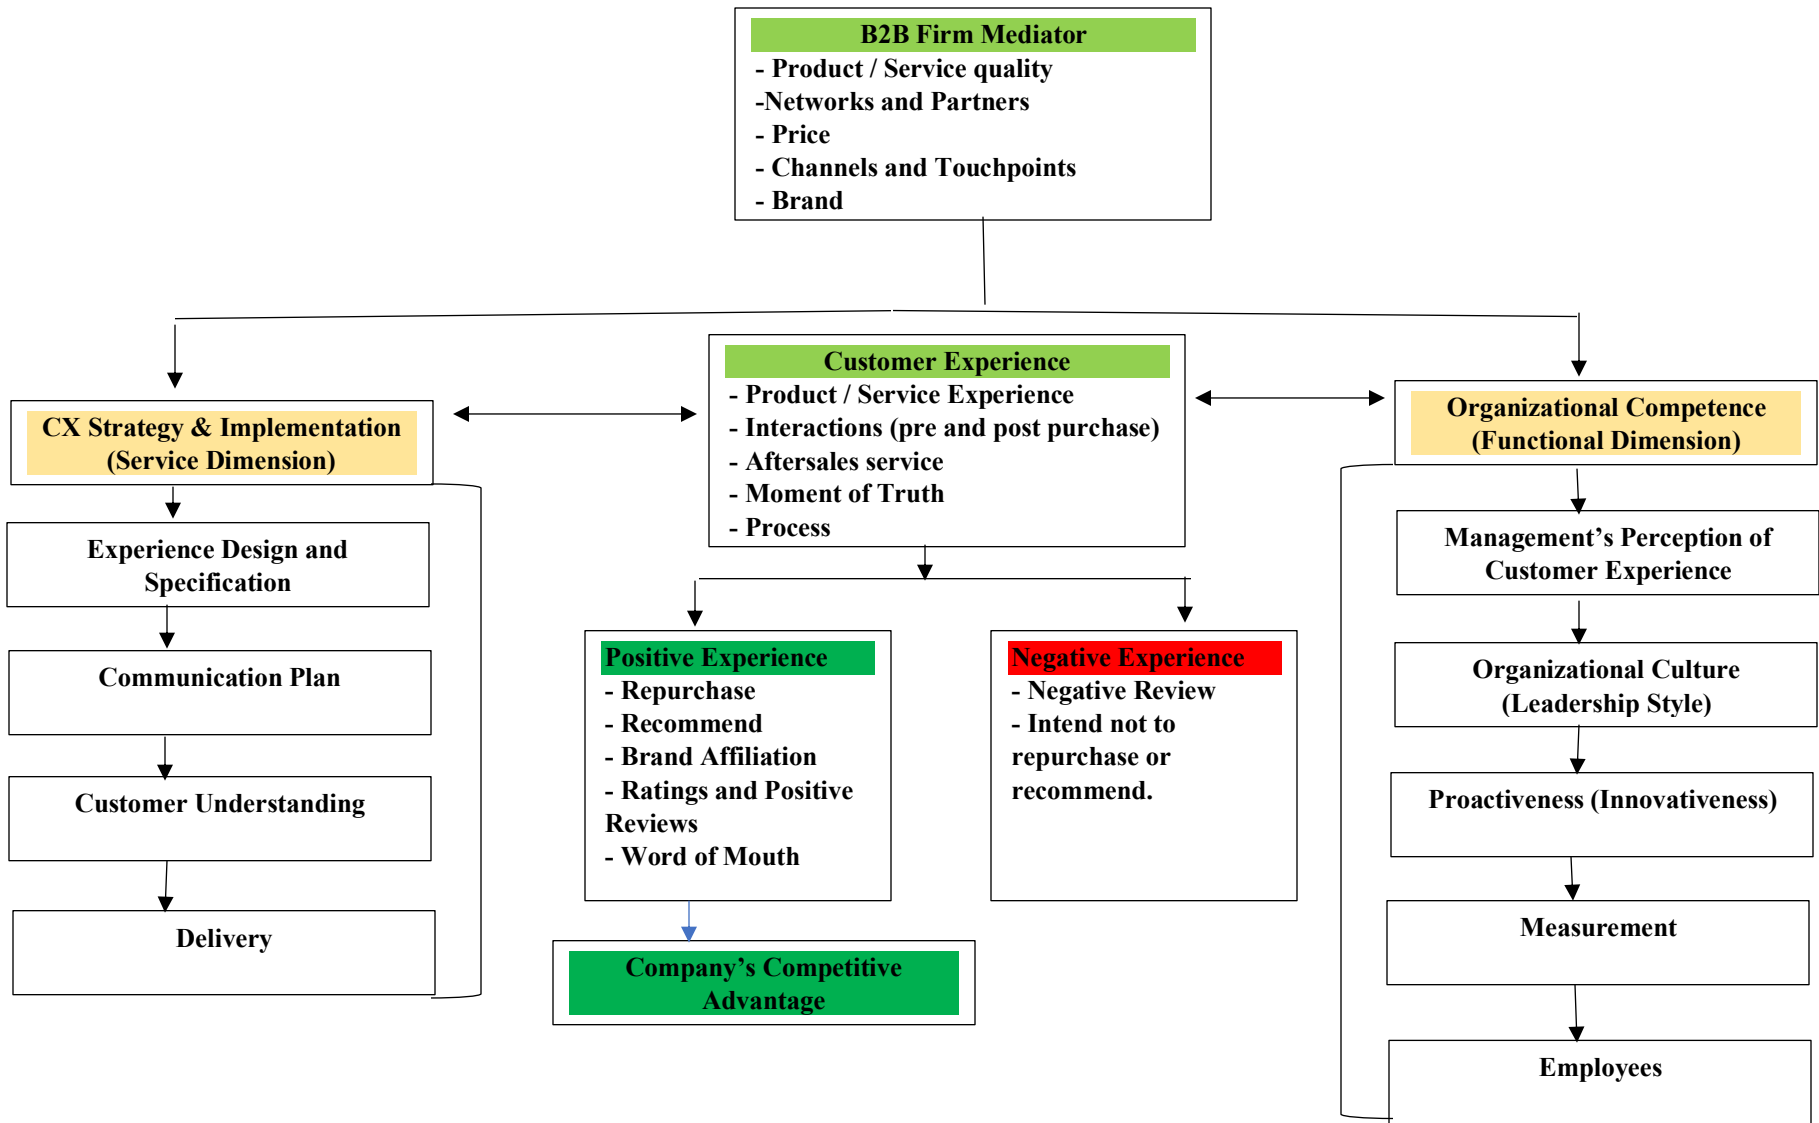 B2B Firm Mediator
- Product / Service quality
-Networks and Partners
- Price
- Channels and Touchpoints
- Brand
CX Strategy & Implementation
(Service Dimension)
Experience Design and
Specification
Communication Plan
Customer Understanding
Delivery
Customer Experience
- Product / Service Experience
- Interactions (pre and post purchase)
- Aftersales service
- Moment of Truth
- Process
Positive Experience
- Repurchase
- Recommend
- Brand Affiliation
- Ratings and Positive
Reviews
- Word of Mouth
Company’s Competitive
Advantage
Negative Experience
- Negative Review
- Intend not to
repurchase or
recommend.
Organizational Competence
(Functional Dimension)
Management’s Perception of
Customer Experience
Organizational Culture
(Leadership Style)
Proactiveness (Innovativeness)
Measurement
Employees